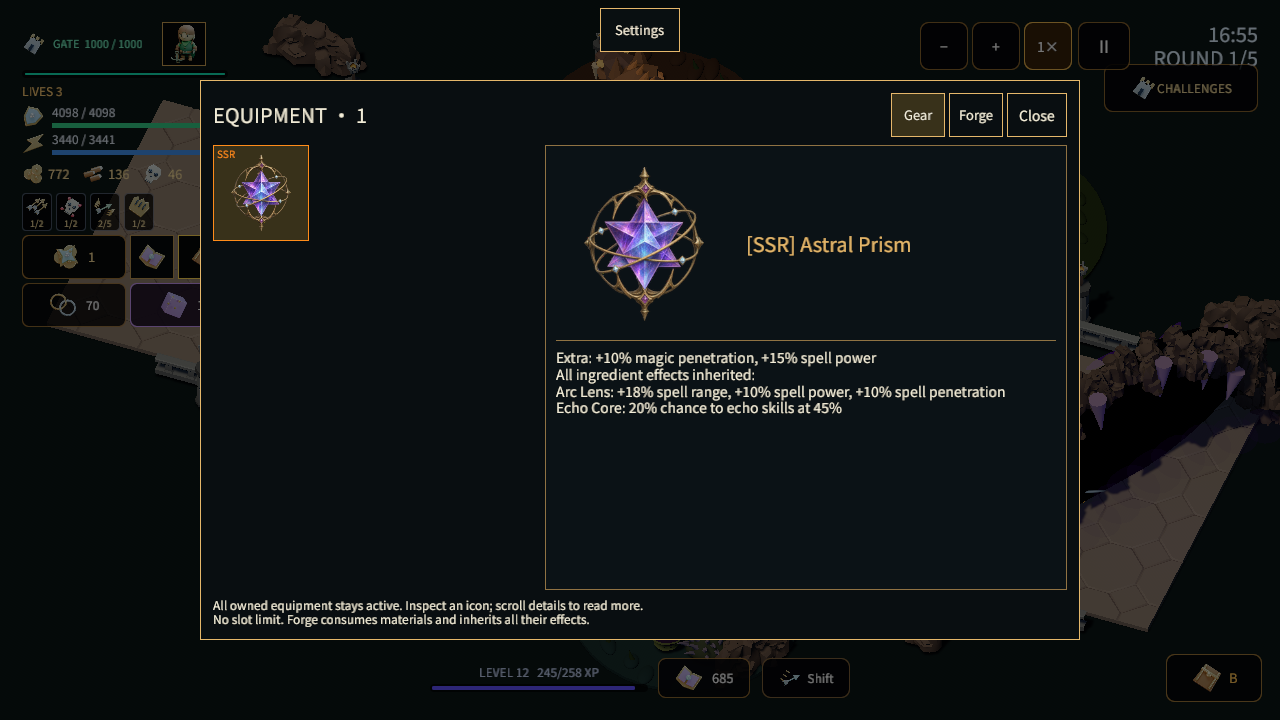 Settings
GATE 1000 / 1000
16:55
ROUND 1/5
− + 1×
CHALLENGES
LIVES 3
4098 / 4098
3440 / 3441
772 136 46
1/2 1/2 2/5 1/2
1
70
EQUIPMENT • 1
Gear Forge Close
SSR
[SSR] Astral Prism
Extra: +10% magic penetration, +15% spell power
All ingredient effects inherited:
Arc Lens: +18% spell range, +10% spell power, +10% spell penetration
Echo Core: 20% chance to echo skills at 45%
All owned equipment stays active. Inspect an icon; scroll details to read more.
No slot limit. Forge consumes materials and inherits all their effects.
LEVEL 12 245/258 XP
685
Shift
B